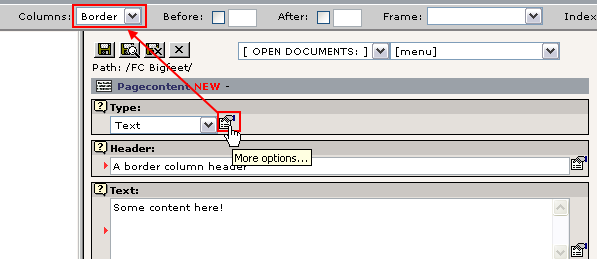 Columns: Border Before: After: Frame: Index
[ OPEN DOCUMENTS: ] [menu]
Path: /FC Bigfeet/
Pagecontent NEW -
Type:
Text
More options...
Header:
A border column header
Text:
Some content here!